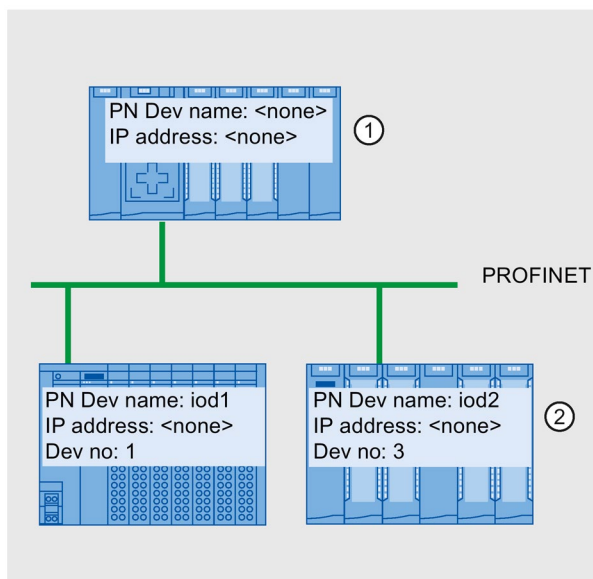 PN Dev name: <none>
IP address: <none>
1
PROFINET
PN Dev name: iod1
IP address: <none>
Dev no: 1
PN Dev name: iod2
IP address: <none>
Dev no: 3
2